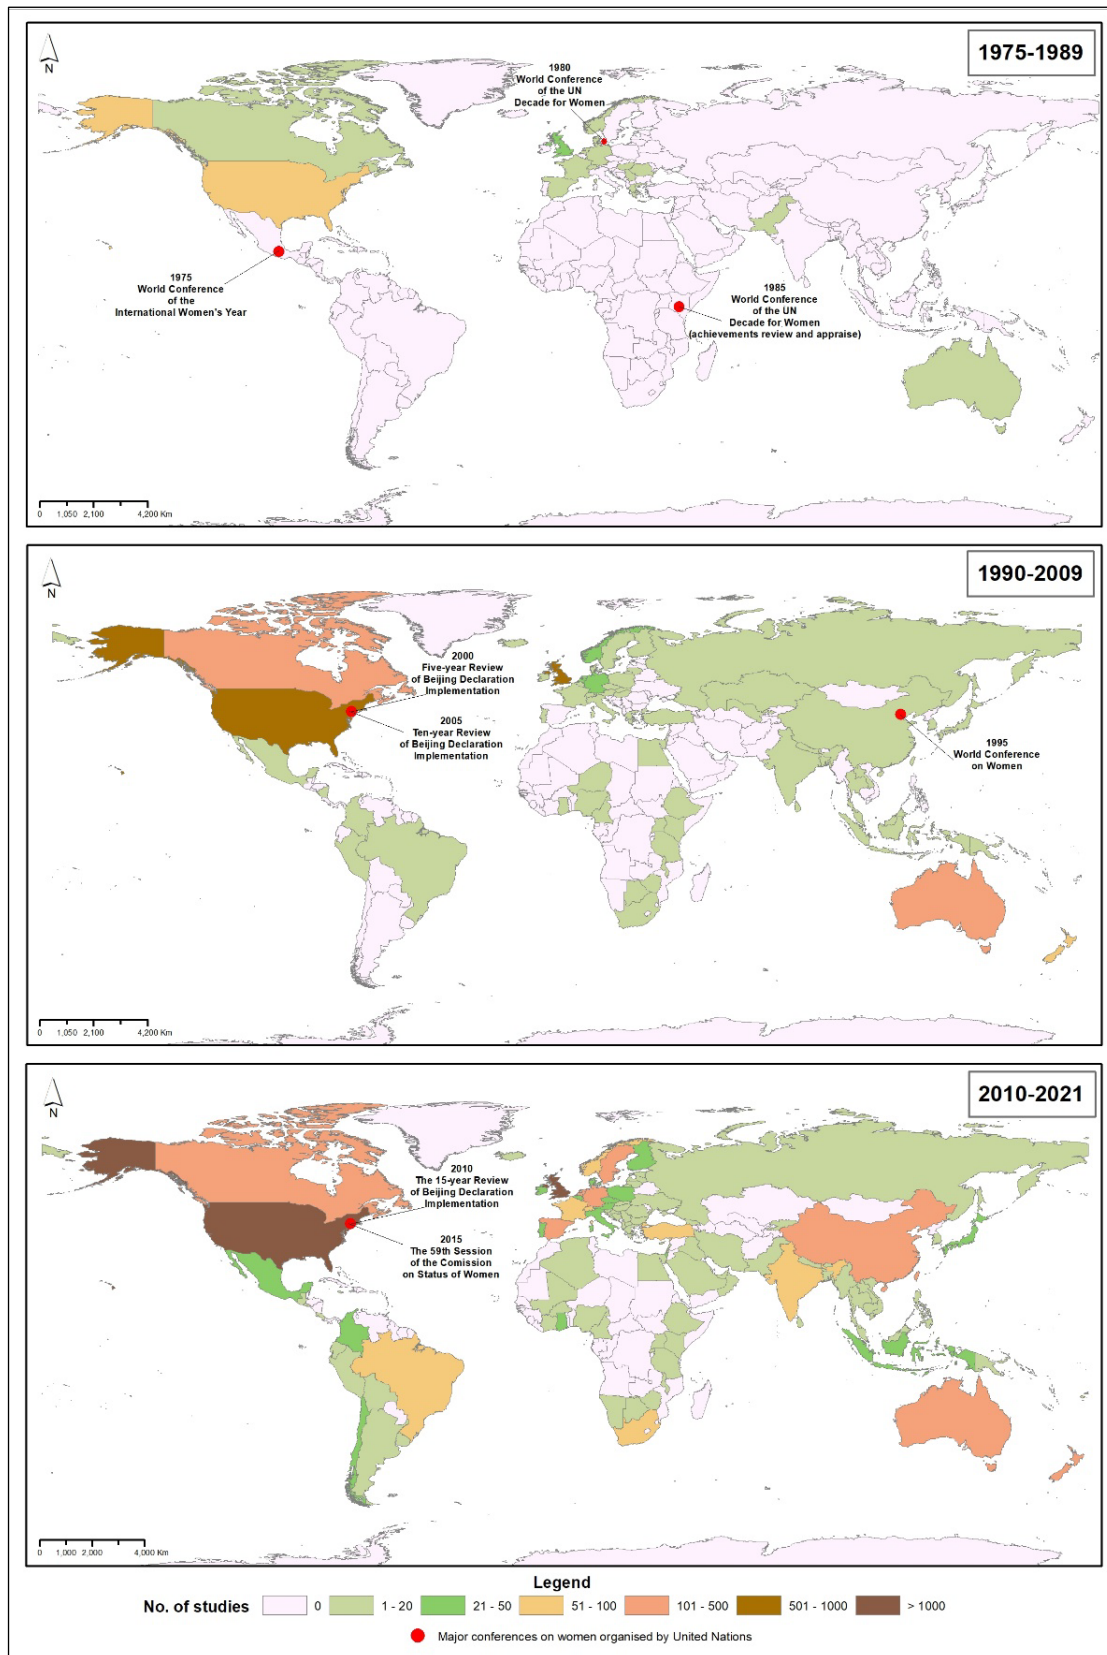 1975-1989
N
1980
World Conference
of the UN
Decade for Women
1975
World Conference
of the
International Women's Year
1985
World Conference
of the UN
Decade for Women
(achievements review and appraise)
0 1,050 2,100 4,200 Km
1990-2009
N
2000
Five-year Review
of Beijing Declaration
Implementation
2005
Ten-year Review
of Beijing Declaration
Implementation
1995
World Conference
on Women
0 1,050 2,100 4,200 Km
2010-2021
N
2010
The 15-year Review
of Beijing Declaration
Implementation
2015
The 59th Session
of the Comission
on Status of Women
0 1,000 2,000 4,000 Km
Legend
No. of studies 0 1 - 20 21 - 50 51 - 100 101 - 500 501 - 1000 > 1000
Major conferences on women organised by United Nations